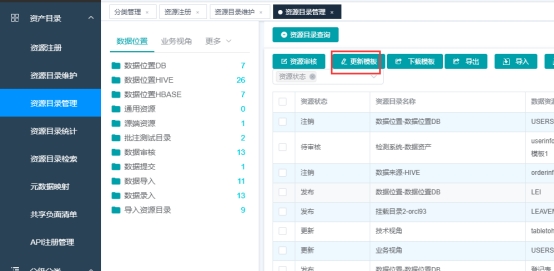 资产目录
资源注册
资源目录维护
资源目录管理
资源目录统计
资源目录检索
元数据映射
共享负面清单
API注册管理
分类管理 × 资源注册 × 资源目录维护 × 资源目录管理 ×
数据位置 业务视角 更多
数据位置DB 7
数据位置HIVE 26
数据位置HBASE 7
通用资源 0
源端资源 1
批注测试目录 2
数据审核 13
数据提交 1
数据导入 11
数据录入 13
导入资源目录 9
资源目录查询
资源审核 更新模板 下载模板 导出 导入
资源状态
资源状态 资源目录名称 数据资
注销 数据位置-数据位置DB USERS
待审核 检测系统-数据资产 userinfo
模板1
注销 数据来源-HIVE orderinfo
发布 数据位置-数据位置DB LEI
发布 挂载目录2-orcl93 LEAVEM
更新 技术视角 tabletoh
更新 业务视角 USERS
发布 数据位置-数据位置DB 登记表